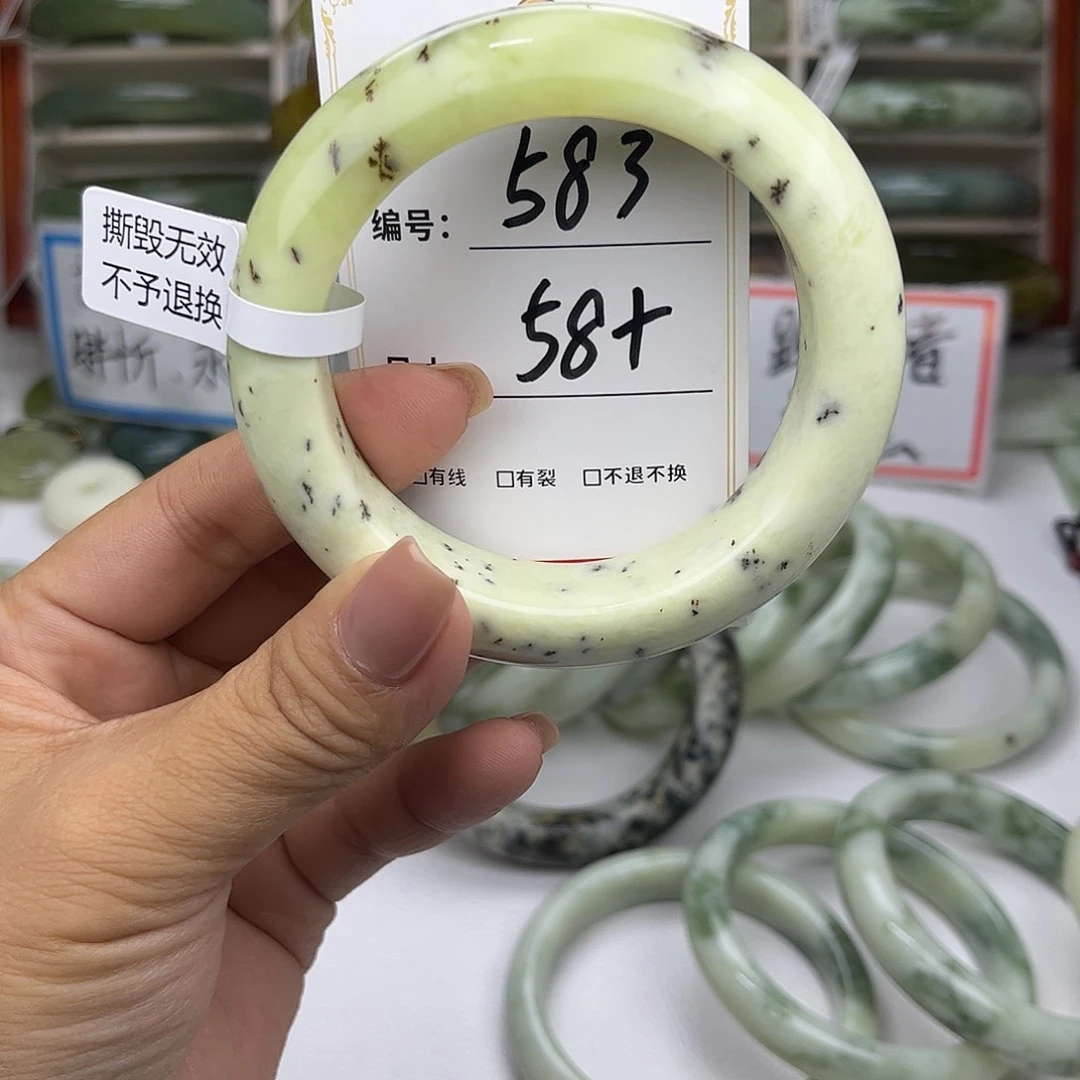 撕毁无效
不予退换
编号： 583
58+
□有线 □有裂 □不退不换